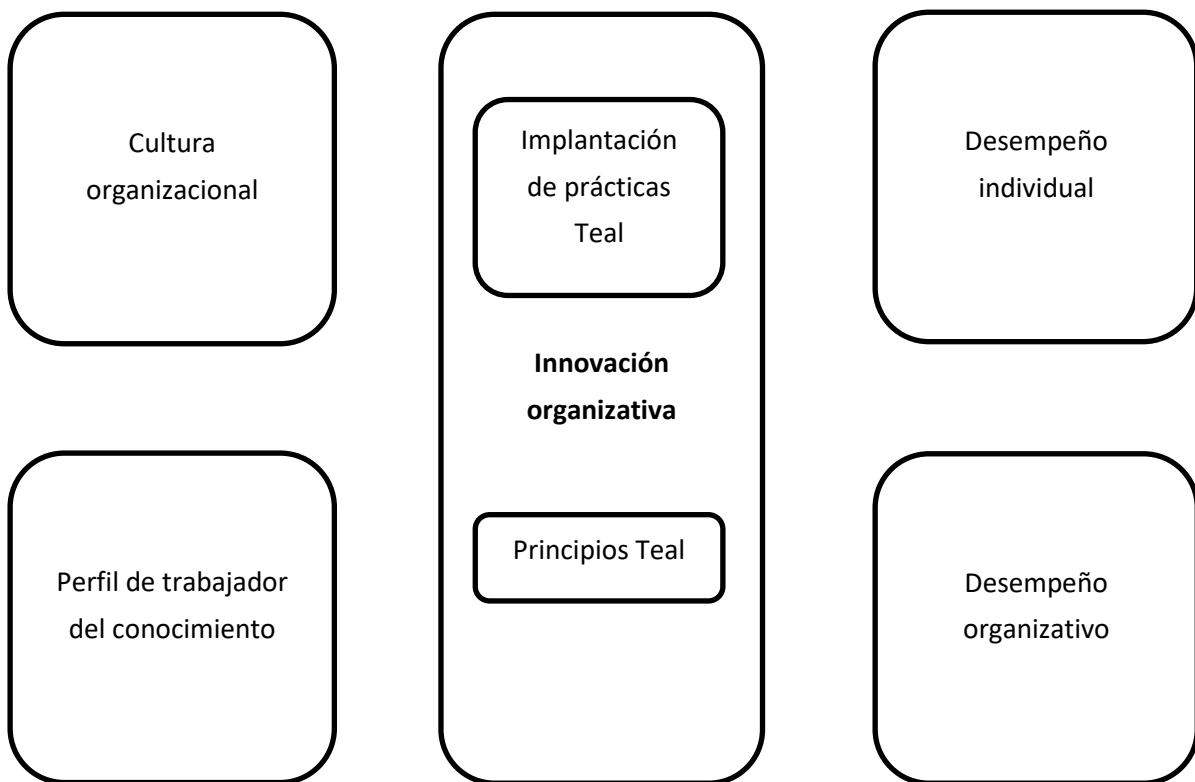 Cultura
organizacional
Implantación
de prácticas
Teal
Desempeño
individual
Innovación
organizativa
Perfil de trabajador
del conocimiento
Principios Teal
Desempeño
organizativo